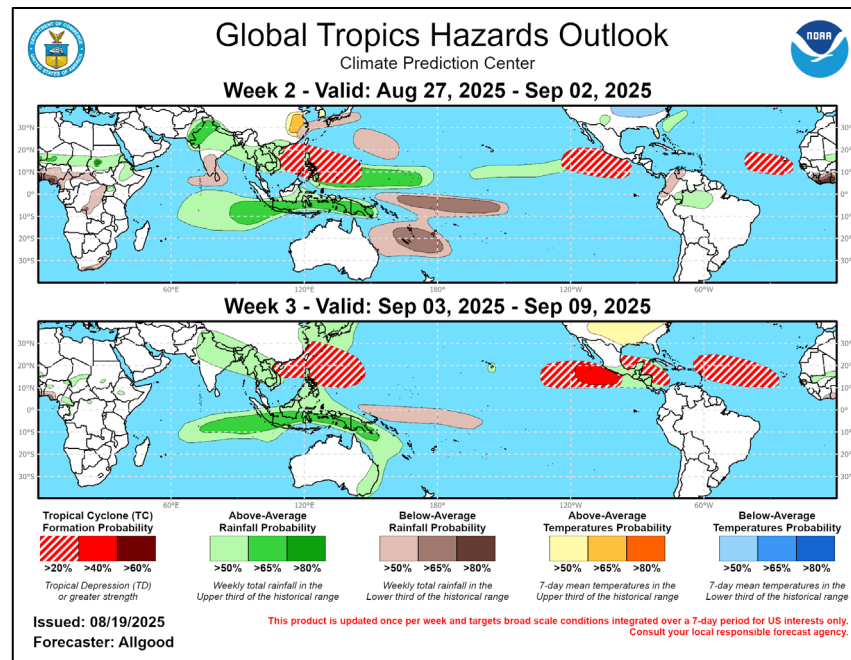 Global Tropics Hazards Outlook
Climate Prediction Center
NOAA
Week 2 - Valid: Aug 27, 2025 - Sep 02, 2025
30°N
20°N
10°N
0°
10°S
20°S
30°S
60°E 120°E 180° 120°W 60°W
Week 3 - Valid: Sep 03, 2025 - Sep 09, 2025
30°N
20°N
10°N
0°
10°S
20°S
30°S
60°E 120°E 180° 120°W 60°W
Tropical Cyclone (TC)
Formation Probability
>20% >40% >60%
Tropical Depression (TD)
or greater strength
Above-Average
Rainfall Probability
>50% >65% >80%
Weekly total rainfall in the
Upper third of the historical range
Below-Average
Rainfall Probability
>50% >65% >80%
Weekly total rainfall in the
Lower third of the historical range
Above-Average
Temperatures Probability
>50% >65% >80%
7-day mean temperatures in the
Upper third of the historical range
Below-Average
Temperatures Probability
>50% >65% >80%
7-day mean temperatures in the
Lower third of the historical range
Issued: 08/19/2025
Forecaster: Allgood
This product is updated once per week and targets broad scale conditions integrated over a 7-day period for US interests only.
Consult your local responsible forecast agency.